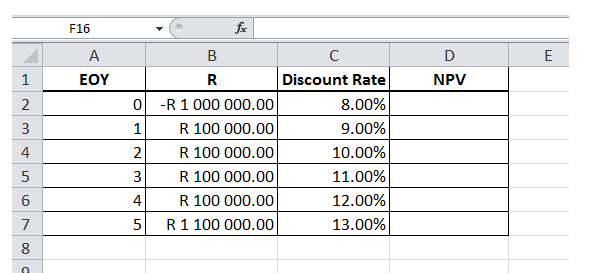 F16 fx
A B C D E
1 EOY R Discount Rate NPV
2 0 -R 1 000 000.00 8.00%
3 1 R 100 000.00 9.00%
4 2 R 100 000.00 10.00%
5 3 R 100 000.00 11.00%
6 4 R 100 000.00 12.00%
7 5 R 1 100 000.00 13.00%
8
9